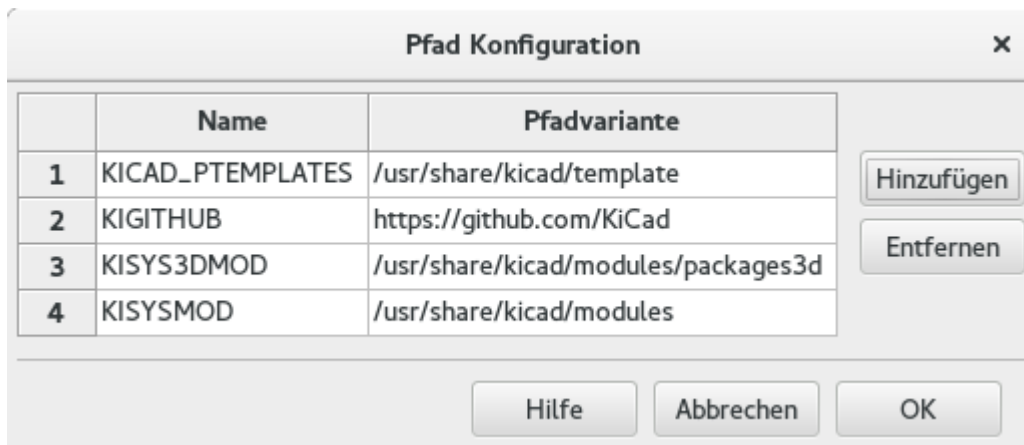 Pfad Konfiguration ×
Name Pfadvariante
1 KICAD_PTEMPLATES /usr/share/kicad/template
Hinzufügen
2 KIGITHUB https://github.com/KiCad
Entfernen
3 KISYS3DMOD /usr/share/kicad/modules/packages3d
4 KISYSMOD /usr/share/kicad/modules
Hilfe Abbrechen OK